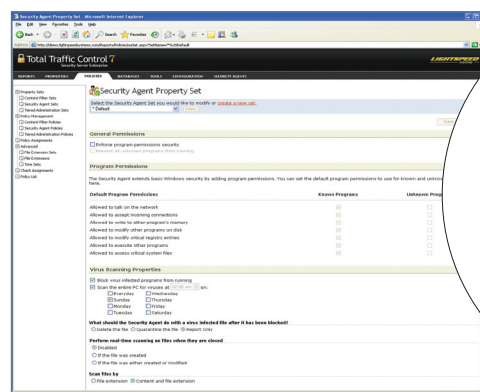 Security Agent Property Set - Microsoft Internet Explorer
File Edit View Favorites Tools Help
Back Search Favorites
Total Traffic Control 7
Security Server Enterprise
LIGHTSPEED
SYSTEMS
REPORTS PROPERTIES POLICIES DATABASES TOOLS CONFIGURATION SECURITY AGENTS
Property Sets
Content Filter Sets
Security Agent Sets
Tiered Administration Sets
Policy Management
Content Filter Policies
Security Agent Policies
Tiered Administration Policies
Policy Assignments
Advanced
File Extension Sets
File Extensions
Time Sets
Check Assignments
Policy List
Security Agent Property Set
Select the Security Agent Set you would like to modify or create a new set.
* Default
General Permissions
Enforce program permissions security
Prevent all unknown programs from running
Program Permissions
The Security Agent extends basic Windows security by adding program permissions. You can set the default program permissions to use for known and
here.
Default Program Permissions Known Programs Unknown
Allowed to talk on the network
Allowed to accept incoming connections
Allowed to write to other program's memory
Allowed to modify other programs on disk
Allowed to modify critical registry entries
Allowed to execute other programs
Allowed to access critical system files
Virus Scanning Properties
Block virus infected programs from running
Scan the entire PC for viruses at on:
Everyday Wednesday
Sunday Thursday
Monday Friday
Tuesday Saturday
What should the Security Agent do with a virus infected file after it has been blocked?
Delete the file Quarantine the file Report Only
Perform real-time scanning on files when they are closed
Disabled
If the file was created
If the file was either created or modified
Scan files by
File extension Content and file extension